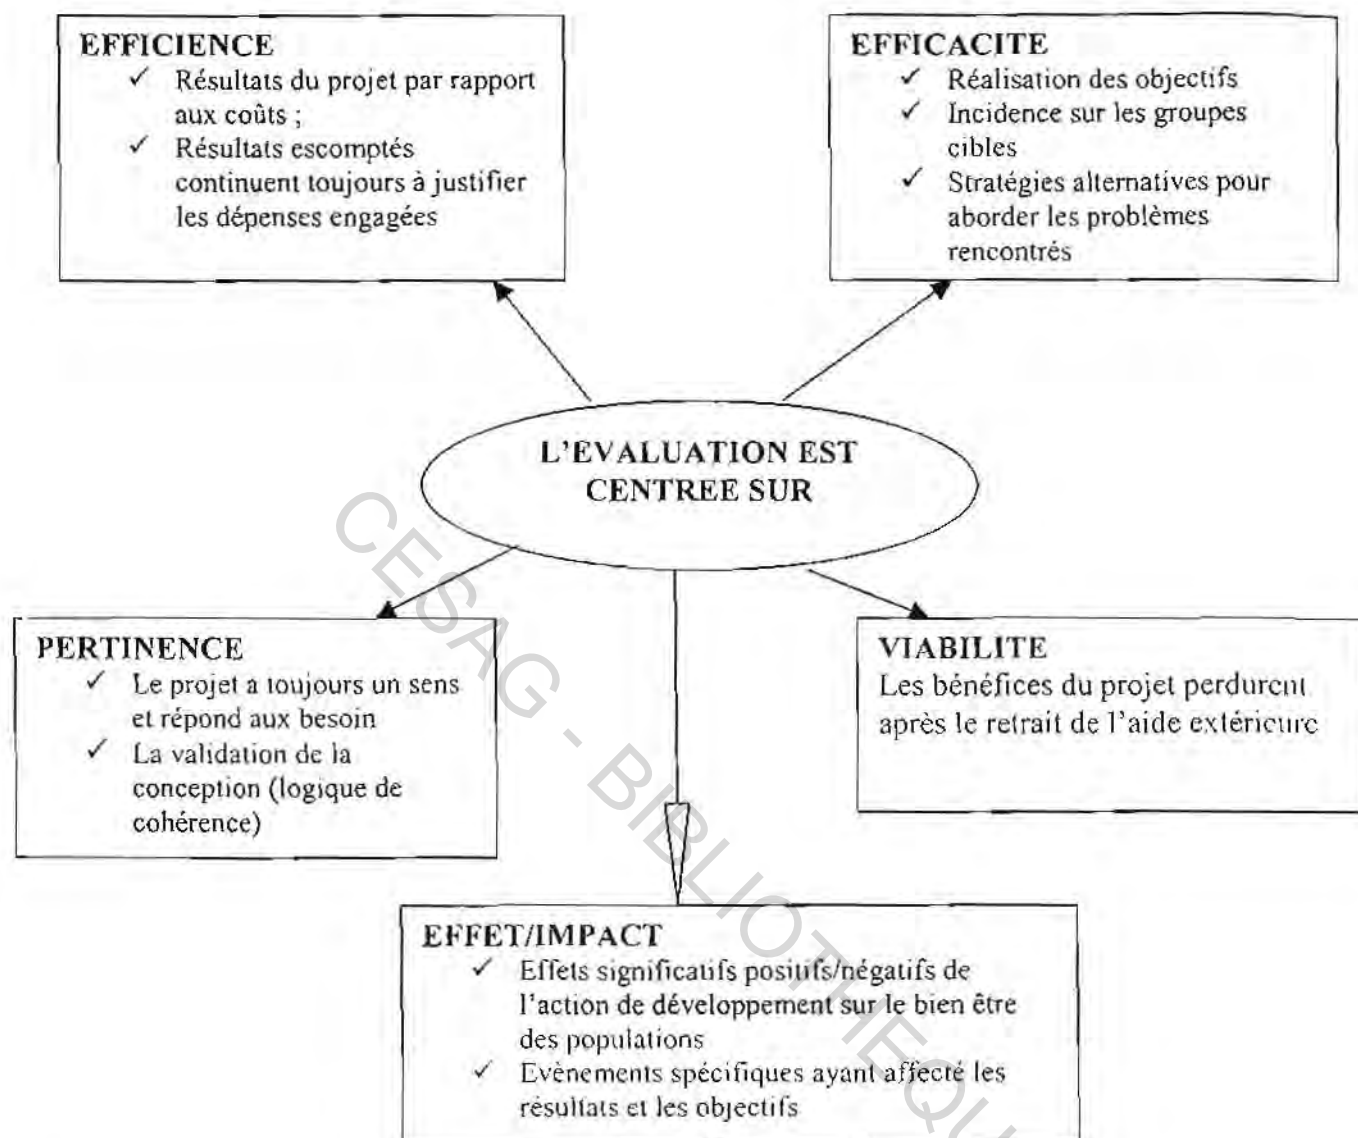 EFFICIENCE
✓ Résultats du projet par rapport
aux coûts ;
✓ Résultats escomptés
continuent toujours à justifier
les dépenses engagées
EFFICACITE
✓ Réalisation des objectifs
✓ Incidence sur les groupes
cibles
✓ Stratégies alternatives pour
aborder les problèmes
rencontrés
L'EVALUATION EST
CENTREE SUR
PERTINENCE
✓ Le projet a toujours un sens
et répond aux besoin
✓ La validation de la
conception (logique de
cohérence)
VIABILITE
Les bénéfices du projet perdurent
après le retrait de l'aide extérieure
EFFET/IMPACT
✓ Effets significatifs positifs/négatifs de
l'action de développement sur le bien être
des populations
✓ Evènements spécifiques ayant affecté les
résultats et les objectifs
CESAG - BIBLIOTHEQU